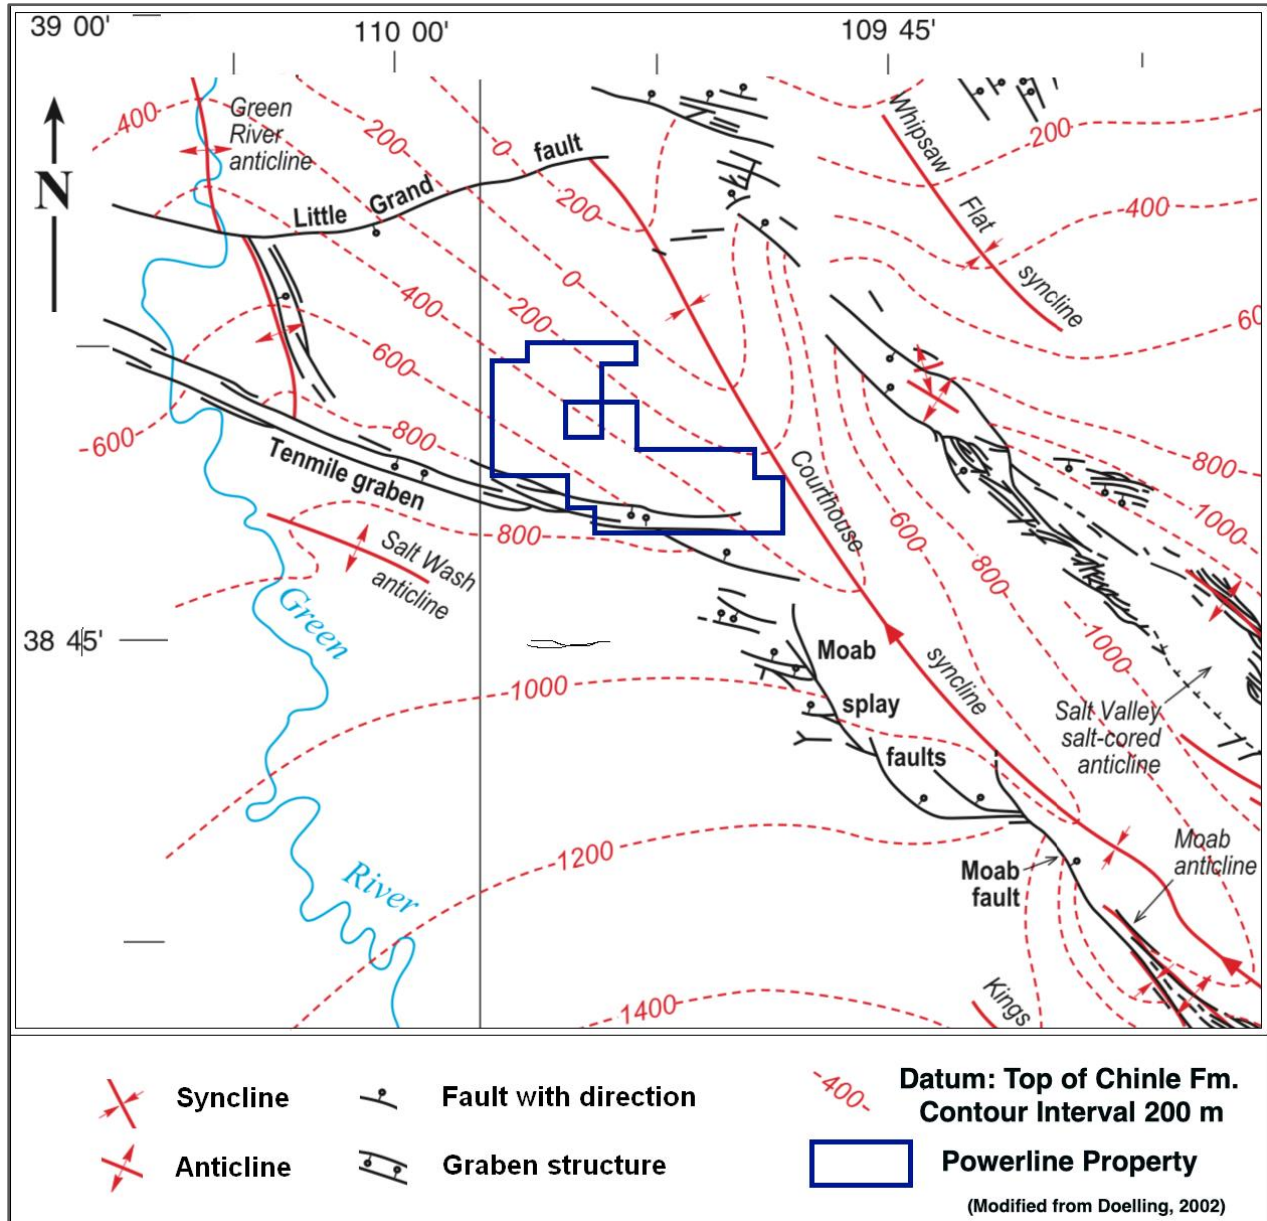 39 00'
110 00'
109 45'
400
Green
River
anticline
200
0
fault
Whipsaw
200
N
Little Grand
200
Flat
400
syncline
0
400
200
60
600
-600
800
Tenmile graben
Courthouse
800
800
600
1000
Salt Wash
anticline
800
Green
38 45'
1000
Moab
syncline
1000
splay
Salt Valley
salt-cored
anticline
faults
1200
Moab
anticline
River
Moab
fault
1400
Kings
Syncline
Fault with direction
-400-
Datum: Top of Chinle Fm.
Contour Interval 200 m
Anticline
Graben structure
Powerline Property
(Modified from Doelling, 2002)